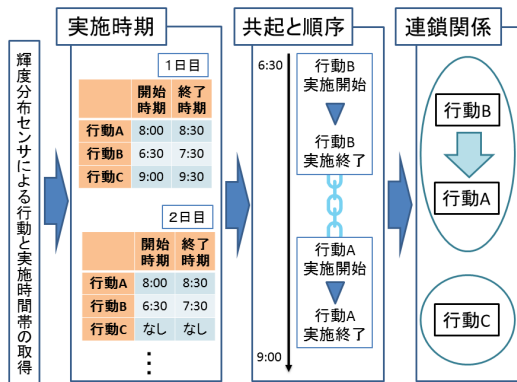 輝度分布センサによる行動と実施時間帯の取得
実施時期
1日目
開始時期 終了時期
行動A 8:00 8:30
行動B 6:30 7:30
行動C 9:00 9:30
2日目
開始時期 終了時期
行動A 8:00 8:30
行動B 6:30 7:30
行動C なし なし
⋮
共起と順序
6:30
行動B
実施開始
行動B
実施終了
行動A
実施開始
行動A
実施終了
9:00
連鎖関係
行動B
行動A
行動C